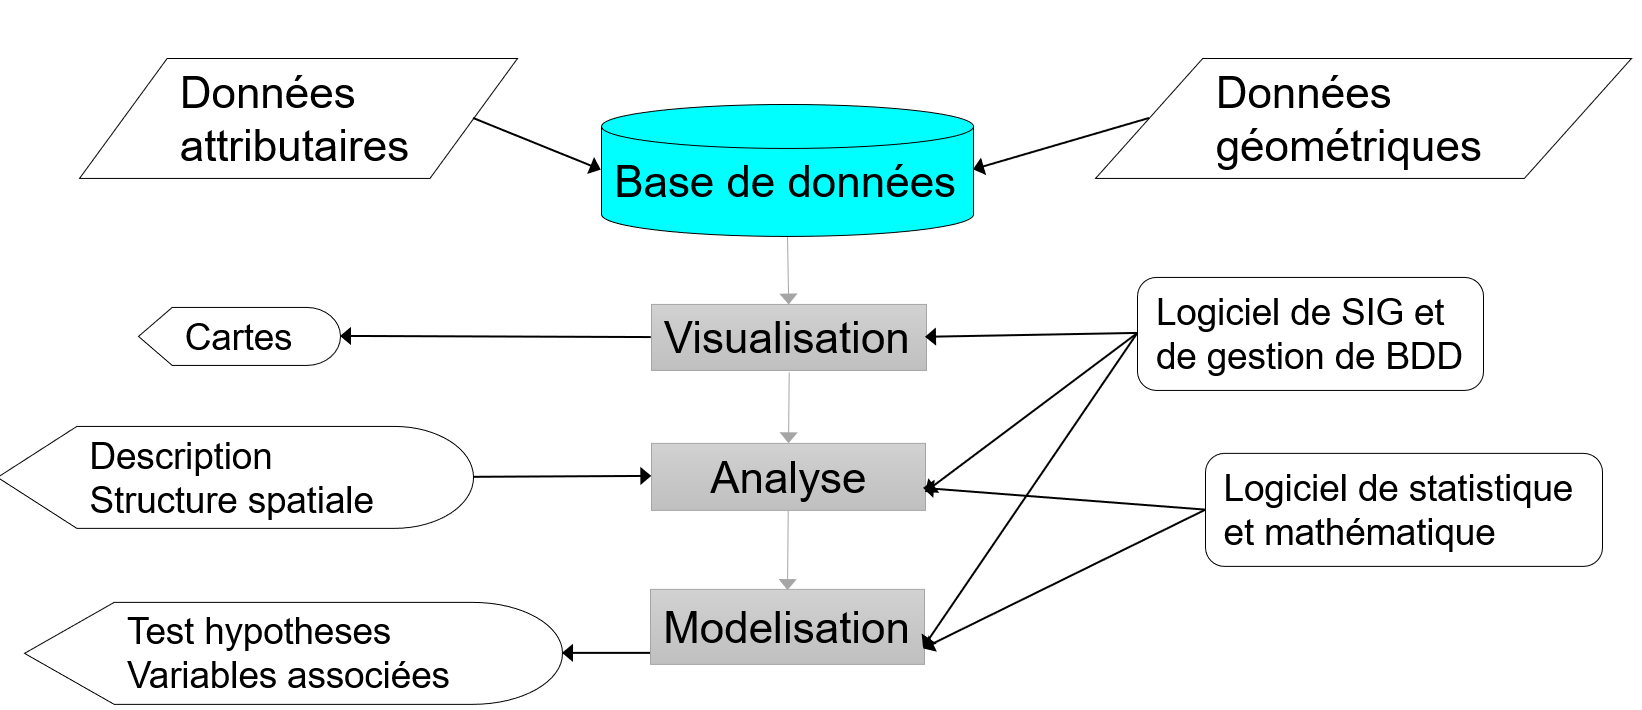 Données
attributaires
Données
géométriques
Base de données
Visualisation
Cartes
Logiciel de SIG et
de gestion de BDD
Description
Structure spatiale
Analyse
Logiciel de statistique
et mathématique
Test hypotheses
Variables associées
Modelisation